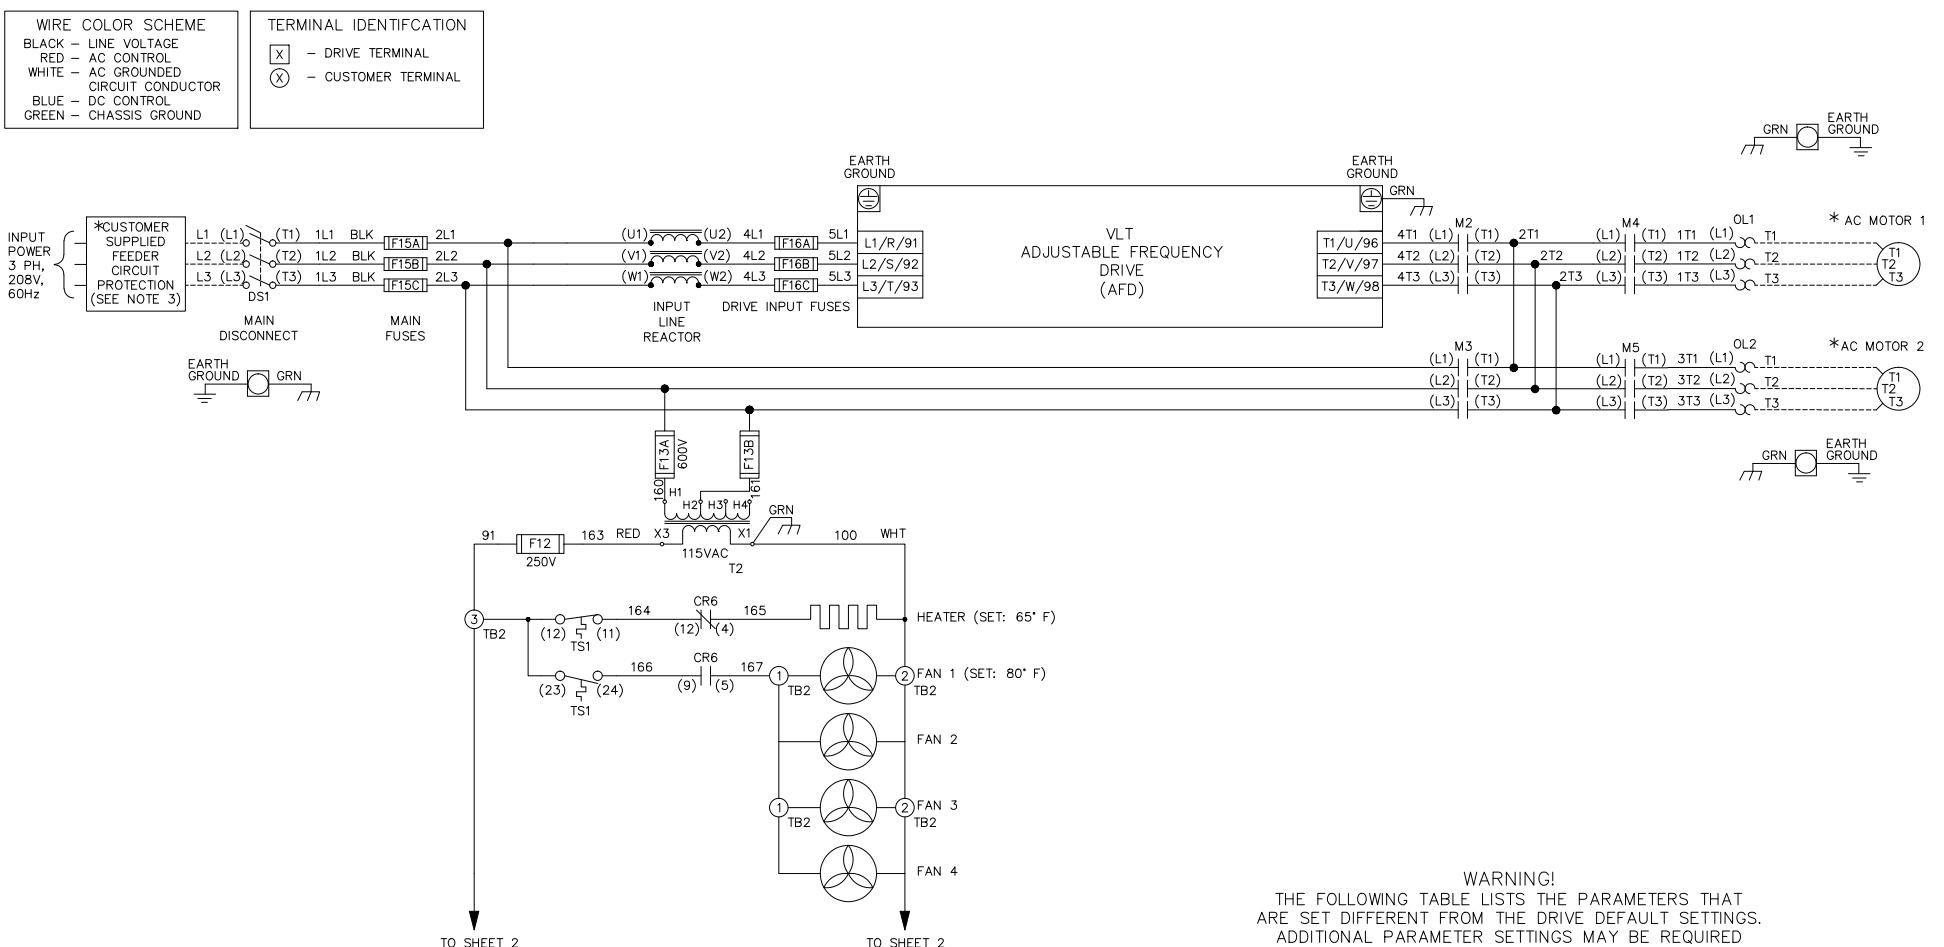 WIRE COLOR SCHEME
BLACK – LINE VOLTAGE
RED – AC CONTROL
WHITE – AC GROUNDED
CIRCUIT CONDUCTOR
BLUE – DC CONTROL
GREEN – CHASSIS GROUND
TERMINAL IDENTIFCATION
X – DRIVE TERMINAL
X – CUSTOMER TERMINAL
INPUT
POWER
3 PH,
208V,
60Hz
*CUSTOMER
SUPPLIED
FEEDER
CIRCUIT
PROTECTION
(SEE NOTE 3)
L1 (L1) (T1) 1L1 BLK F15A 2L1
L2 (L2) (T2) 1L2 BLK F15B 2L2
L3 (L3) (T3) 1L3 BLK F15C 2L3
DS1
MAIN
DISCONNECT
MAIN
FUSES
EARTH
GROUND GRN
(U1) (U2) 4L1 F16A 5L1
(V1) (V2) 4L2 F16B 5L2
(W1) (W2) 4L3 F16C 5L3
INPUT
LINE
REACTOR
DRIVE INPUT FUSES
EARTH
GROUND
L1/R/91
L2/S/92
L3/T/93
VLT
ADJUSTABLE FREQUENCY
DRIVE
(AFD)
EARTH
GROUND
GRN
T1/U/96
T2/V/97
T3/W/98
M2 M4 OL1
4T1 (L1) (T1) 2T1 (L1) (T1) 1T1 (L1) T1
4T2 (L2) (T2) 2T2 (L2) (T2) 1T2 (L2) T2
4T3 (L3) (T3) 2T3 (L3) (T3) 1T3 (L3) T3
GRN EARTH
GROUND
* AC MOTOR 1
T1
T2
T3
M3 M5 OL2
(L1) (T1) (L1) (T1) 3T1 (L1) T1
(L2) (T2) (L2) (T2) 3T2 (L2) T2
(L3) (T3) (L3) (T3) 3T3 (L3) T3
*AC MOTOR 2
T1
T2
T3
GRN EARTH
GROUND
F13A
600V
F13B
160
161
H1
H2 H3 H4
GRN
91 F12 163 RED X3 X1 100 WHT
250V
115VAC
T2
3
TB2
(12) (11)
TS1
164
CR6
(12) (4)
165
HEATER (SET: 65° F)
(23) (24)
TS1
166
CR6
(9) (5)
167
1
TB2
2
TB2
FAN 1 (SET: 80° F)
FAN 2
1
TB2
2
TB2
FAN 3
FAN 4
TO SHEET 2
TO SHEET 2
WARNING!
THE FOLLOWING TABLE LISTS THE PARAMETERS THAT
ARE SET DIFFERENT FROM THE DRIVE DEFAULT SETTINGS.
ADDITIONAL PARAMETER SETTINGS MAY BE REQUIRED